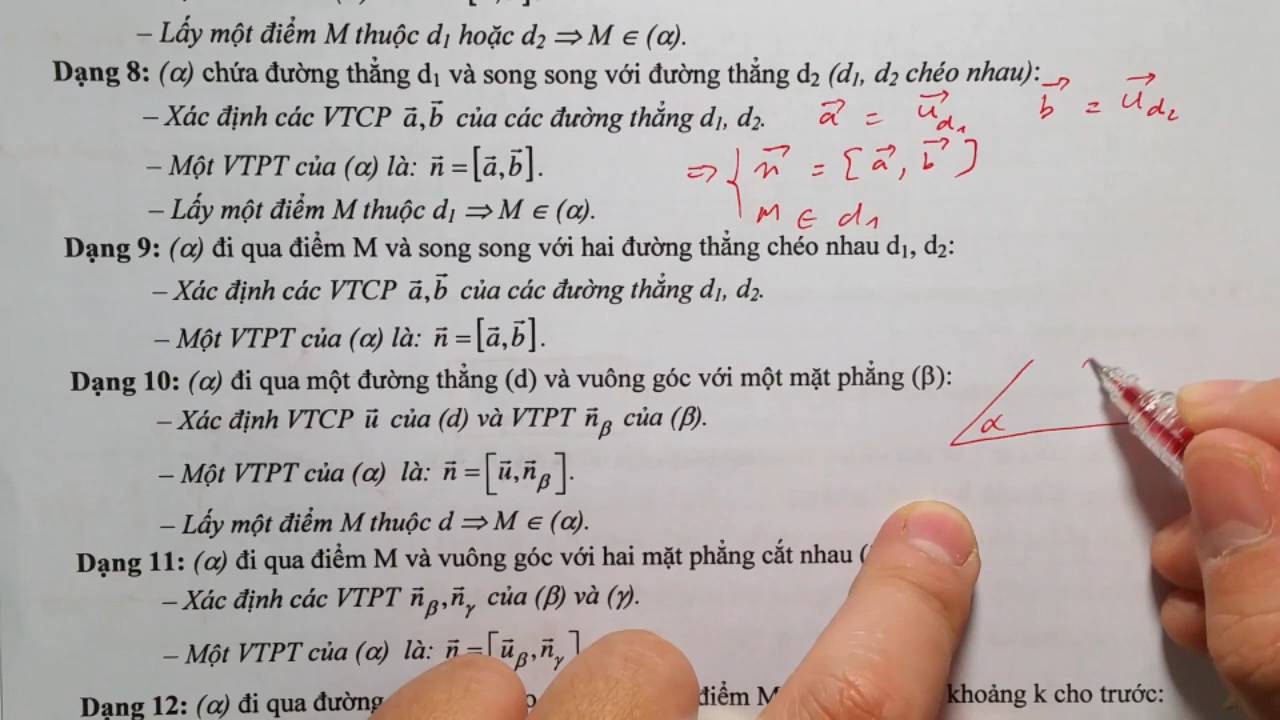 – Lấy một điểm M thuộc d₁ hoặc d₂ ⇒ M ∈ (α).
Dạng 8: (α) chứa đường thẳng d₁ và song song với đường thẳng d₂ (d₁, d₂ chéo nhau):
– Xác định các VTCP a⃗, b⃗ của các đường thẳng d₁, d₂. a⃗ = u⃗d₁ b⃗ = u⃗d₂
– Một VTPT của (α) là: n⃗ = [a⃗, b⃗]. ⇒ { n⃗ = [a⃗, b⃗]
– Lấy một điểm M thuộc d₁ ⇒ M ∈ (α). M ∈ d₁
Dạng 9: (α) đi qua điểm M và song song với hai đường thẳng chéo nhau d₁, d₂:
– Xác định các VTCP a⃗, b⃗ của các đường thẳng d₁, d₂.
– Một VTPT của (α) là: n⃗ = [a⃗, b⃗].
Dạng 10: (α) đi qua một đường thẳng (d) và vuông góc với một mặt phẳng (β):
– Xác định VTCP u⃗ của (d) và VTPT n⃗β của (β). α
– Một VTPT của (α) là: n⃗ = [u⃗, n⃗β].
– Lấy một điểm M thuộc d ⇒ M ∈ (α).
Dạng 11: (α) đi qua điểm M và vuông góc với hai mặt phẳng cắt nhau (
– Xác định các VTPT n⃗β, n⃗γ của (β) và (γ).
– Một VTPT của (α) là: n⃗ = [u⃗β, n⃗γ]
Dạng 12: (α) đi qua đường điểm M khoảng k cho trước: